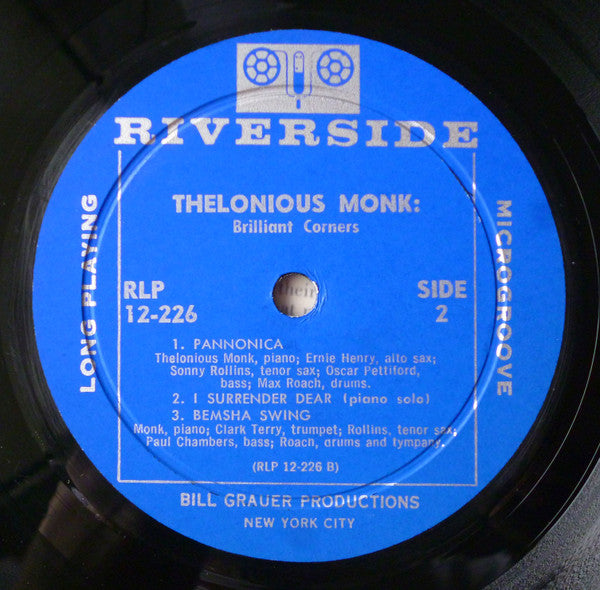 RIVERSIDE
THELONIOUS MONK:
Brilliant Corners
LONG PLAYING
MICROGROOVE
RLP
12-226
SIDE
2
their
1. PANNONICA
Thelonious Monk, piano; Ernie Henry, alto sax;
Sonny Rollins, tenor sax; Oscar Pettiford,
bass; Max Roach, drums.
2. I SURRENDER DEAR (piano solo)
3. BEMSHA SWING
Monk, piano; Clark Terry, trumpet; Rollins, tenor sax;
Paul Chambers, bass; Roach, drums and tympany.
(RLP 12-226 B)
BILL GRAUER PRODUCTIONS
NEW YORK CITY